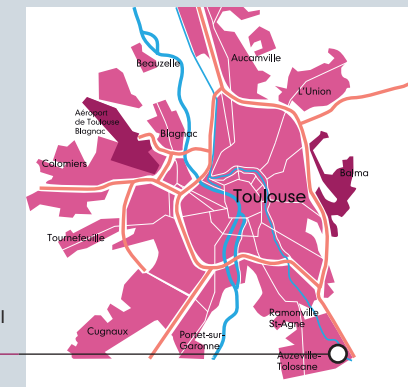 Beauzelle
Aucamville
L'Union
Aéroport
de Toulouse
Blagnac
Blagnac
Colomiers
Balma
Toulouse
Tournefeuille
Ramonville
St-Agne
Cugnaux
Portet-sur-
Garonne
Auzeville-
Tolosane